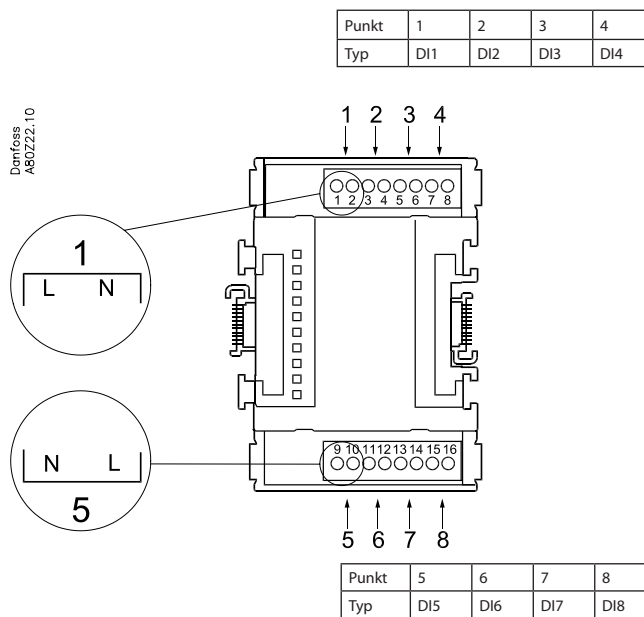 Punkt 1 2 3 4
Typ DI1 DI2 DI3 DI4
Danfoss
A80Z22.10
1 2 3 4
1 2 3 4 5 6 7 8
1
L N
N L
5
9 10 11 12 13 14 15 16
5 6 7 8
Punkt 5 6 7 8
Typ DI5 DI6 DI7 DI8